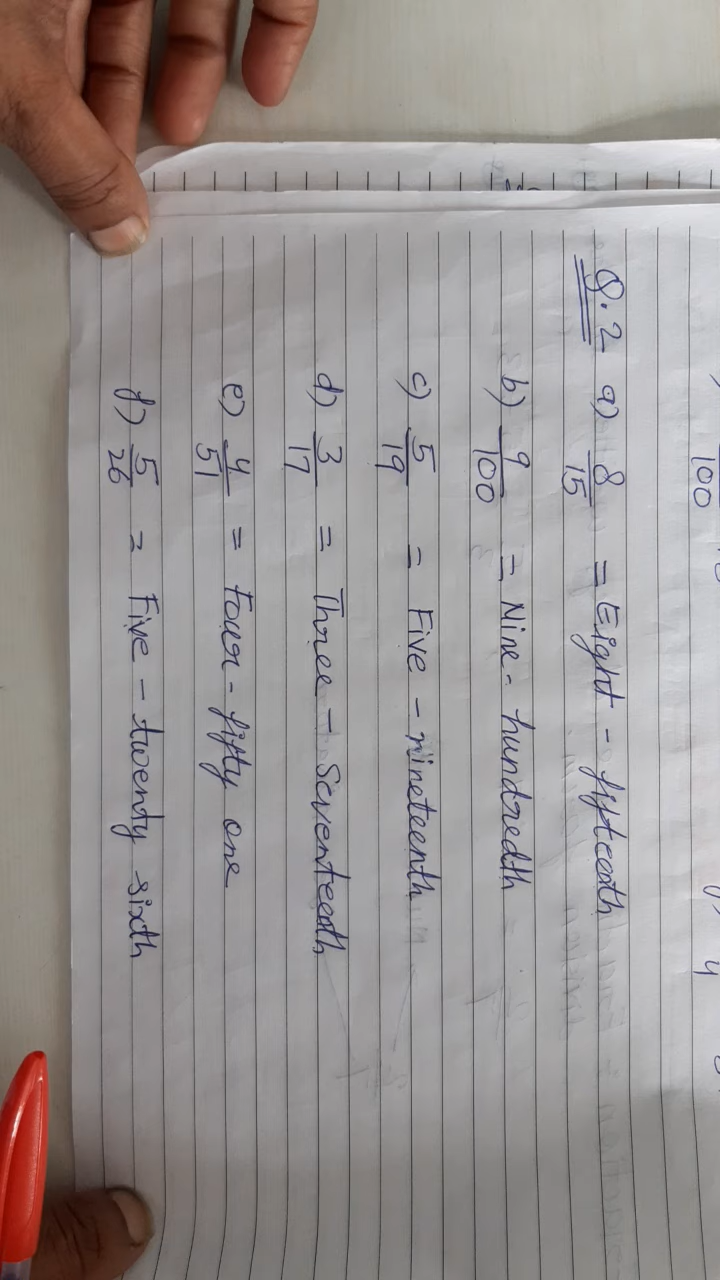 100
4
Q.2 a) 8/15 = Eight - fifteenth
b) 9/100 = Nine - hundredth
c) 5/19 = Five - nineteenth
d) 3/17 = Three - Seventeenth
e) 4/51 = Four - fifty one
f) 5/26 = Five - twenty sixth